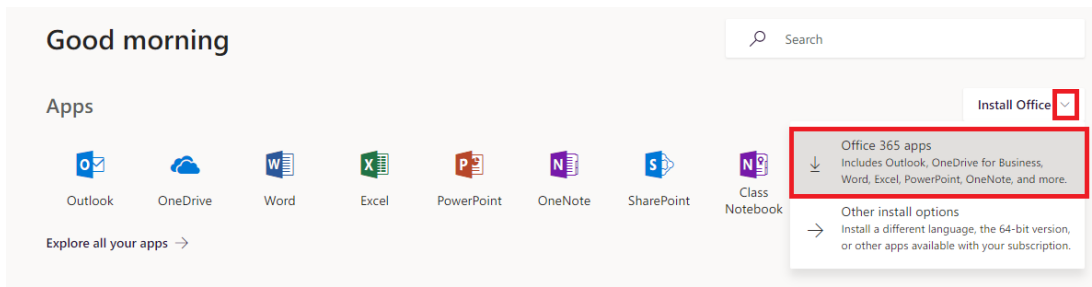 Good morning
Search
Apps
Install Office
Office 365 apps
Includes Outlook, OneDrive for Business,
Word, Excel, PowerPoint, OneNote, and more.
Outlook
OneDrive
Word
Excel
PowerPoint
OneNote
SharePoint
Class
Notebook
Other install options
Install a different language, the 64-bit version,
or other apps available with your subscription.
Explore all your apps